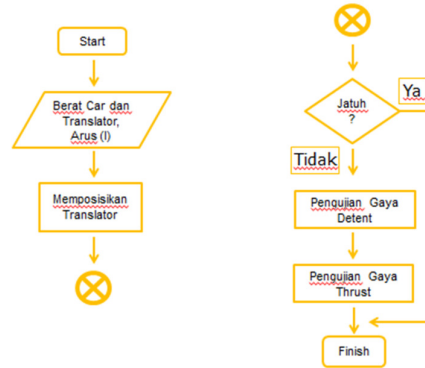 Start
Berat Car dan
Translator,
Arus (I)
Memposisikan
Translator
Jatuh
?
Ya
Tidak
Pengujian Gaya
Detent
Pengujian Gaya
Thrust
Finish